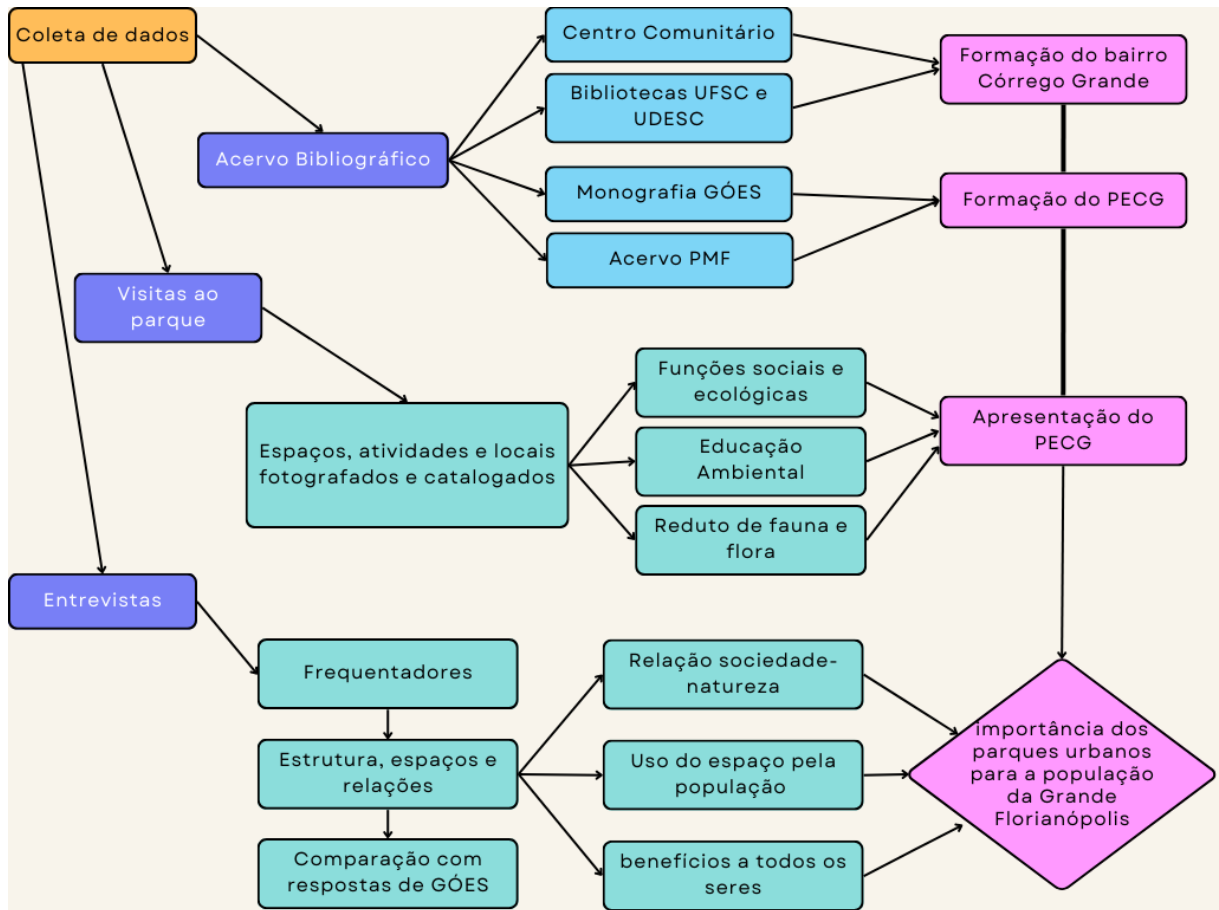 Coleta de dados
Acervo Bibliográfico
Centro Comunitário
Bibliotecas UFSC e
UDESC
Monografia GÓES
Acervo PMF
Formação do bairro
Córrego Grande
Formação do PECG
Visitas ao
parque
Espaços, atividades e locais
fotografados e catalogados
Funções sociais e
ecológicas
Educação
Ambiental
Reduto de fauna e
flora
Apresentação do
PECG
Entrevistas
Frequentadores
Estrutura, espaços e
relações
Comparação com
respostas de GÓES
Relação sociedade-
natureza
Uso do espaço pela
população
benefícios a todos os
seres
importância dos
parques urbanos
para a população
da Grande
Florianópolis